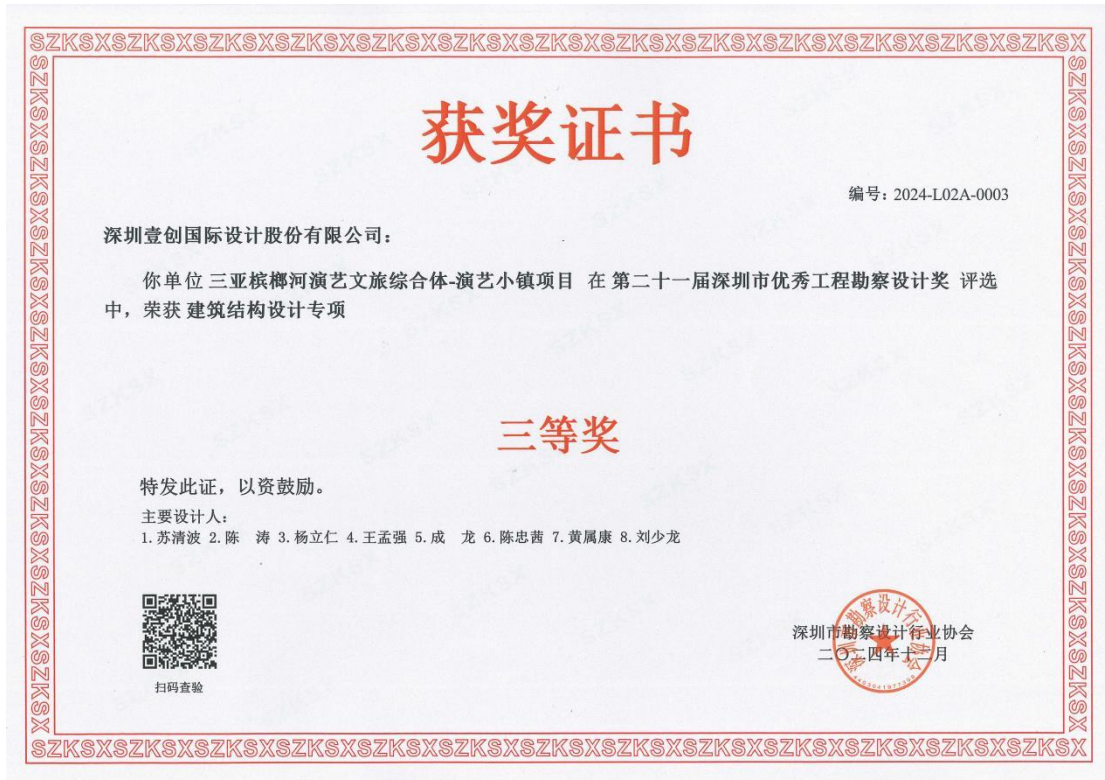 SZKSXSZKSXSZKSXSZKSXSZKSXSZKSXSZKSXSZKSXSZKSXSZKSXSZKSX
获奖证书
编号：2024-L02A-0003
深圳壹创国际设计股份有限公司：
你单位 三亚槟榔河演艺文旅综合体-演艺小镇项目 在 第二十一届深圳市优秀工程勘察设计奖 评选
中，荣获 建筑结构设计专项
三等奖
特发此证，以资鼓励。
主要设计人：
1.苏清波 2.陈　涛 3.杨立仁 4.王孟强 5.成　龙 6.陈忠茜 7.黄属康 8.刘少龙
扫码查验
深圳市勘察设计行业协会
二〇二四年十二月
SZKSXSZKSXSZKSXSZKSXSZKSXSZKSXSZKSXSZKSXSZKSXSZKSXSZKSX